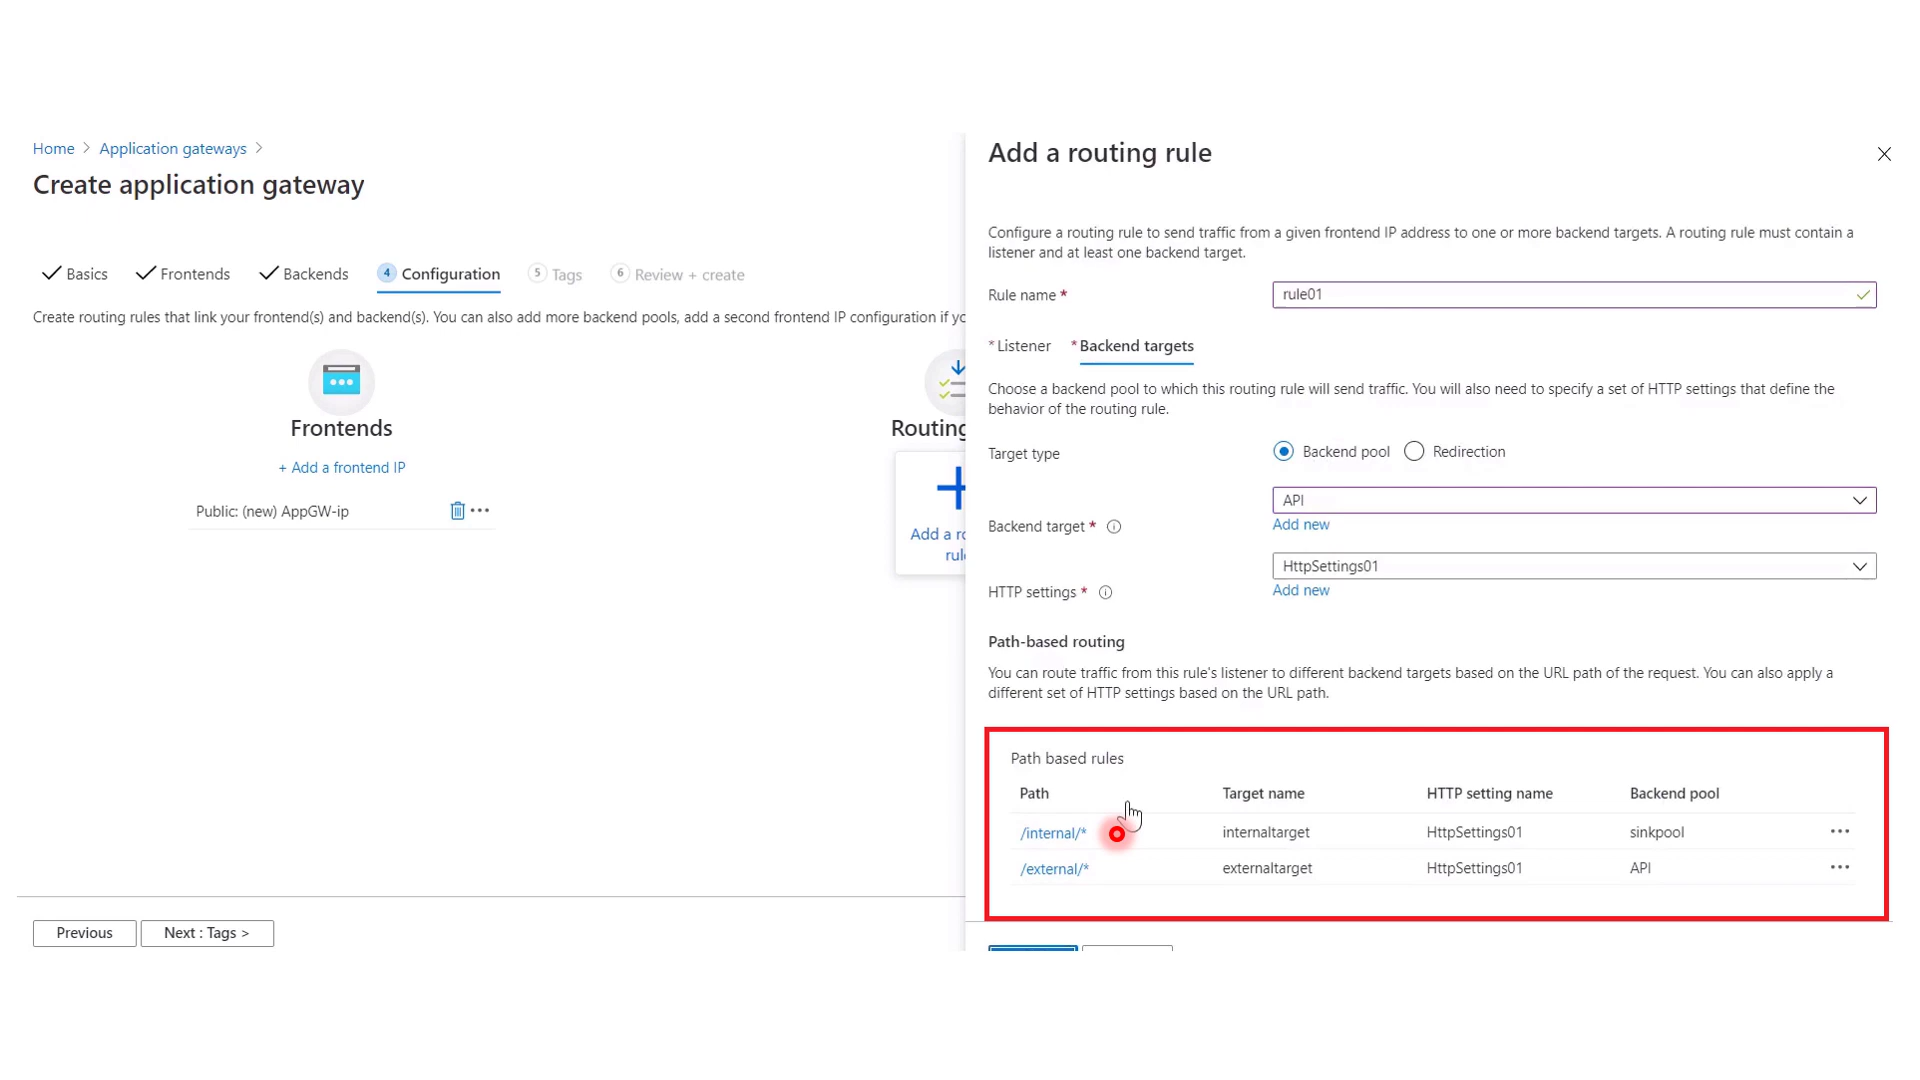 Home > Application gateways >
Create application gateway
Basics
Frontends
Backends
4 Configuration
5 Tags
6 Review + create
Create routing rules that link your frontend(s) and backend(s). You can also add more backend pools, add a second frontend IP configuration if yo
Frontends
+ Add a frontend IP
Public: (new) AppGW-ip
Routing
Add a ro
rule
Previous
Next : Tags >
Add a routing rule
Configure a routing rule to send traffic from a given frontend IP address to one or more backend targets. A routing rule must contain a
listener and at least one backend target.
Rule name *
rule01
* Listener
* Backend targets
Choose a backend pool to which this routing rule will send traffic. You will also need to specify a set of HTTP settings that define the
behavior of the routing rule.
Target type
Backend pool
Redirection
API
Add new
Backend target *
HttpSettings01
Add new
HTTP settings *
Path-based routing
You can route traffic from this rule's listener to different backend targets based on the URL path of the request. You can also apply a
different set of HTTP settings based on the URL path.
Path based rules
Path Target name HTTP setting name Backend pool
/internal/* internaltarget HttpSettings01 sinkpool
/external/* externaltarget HttpSettings01 API